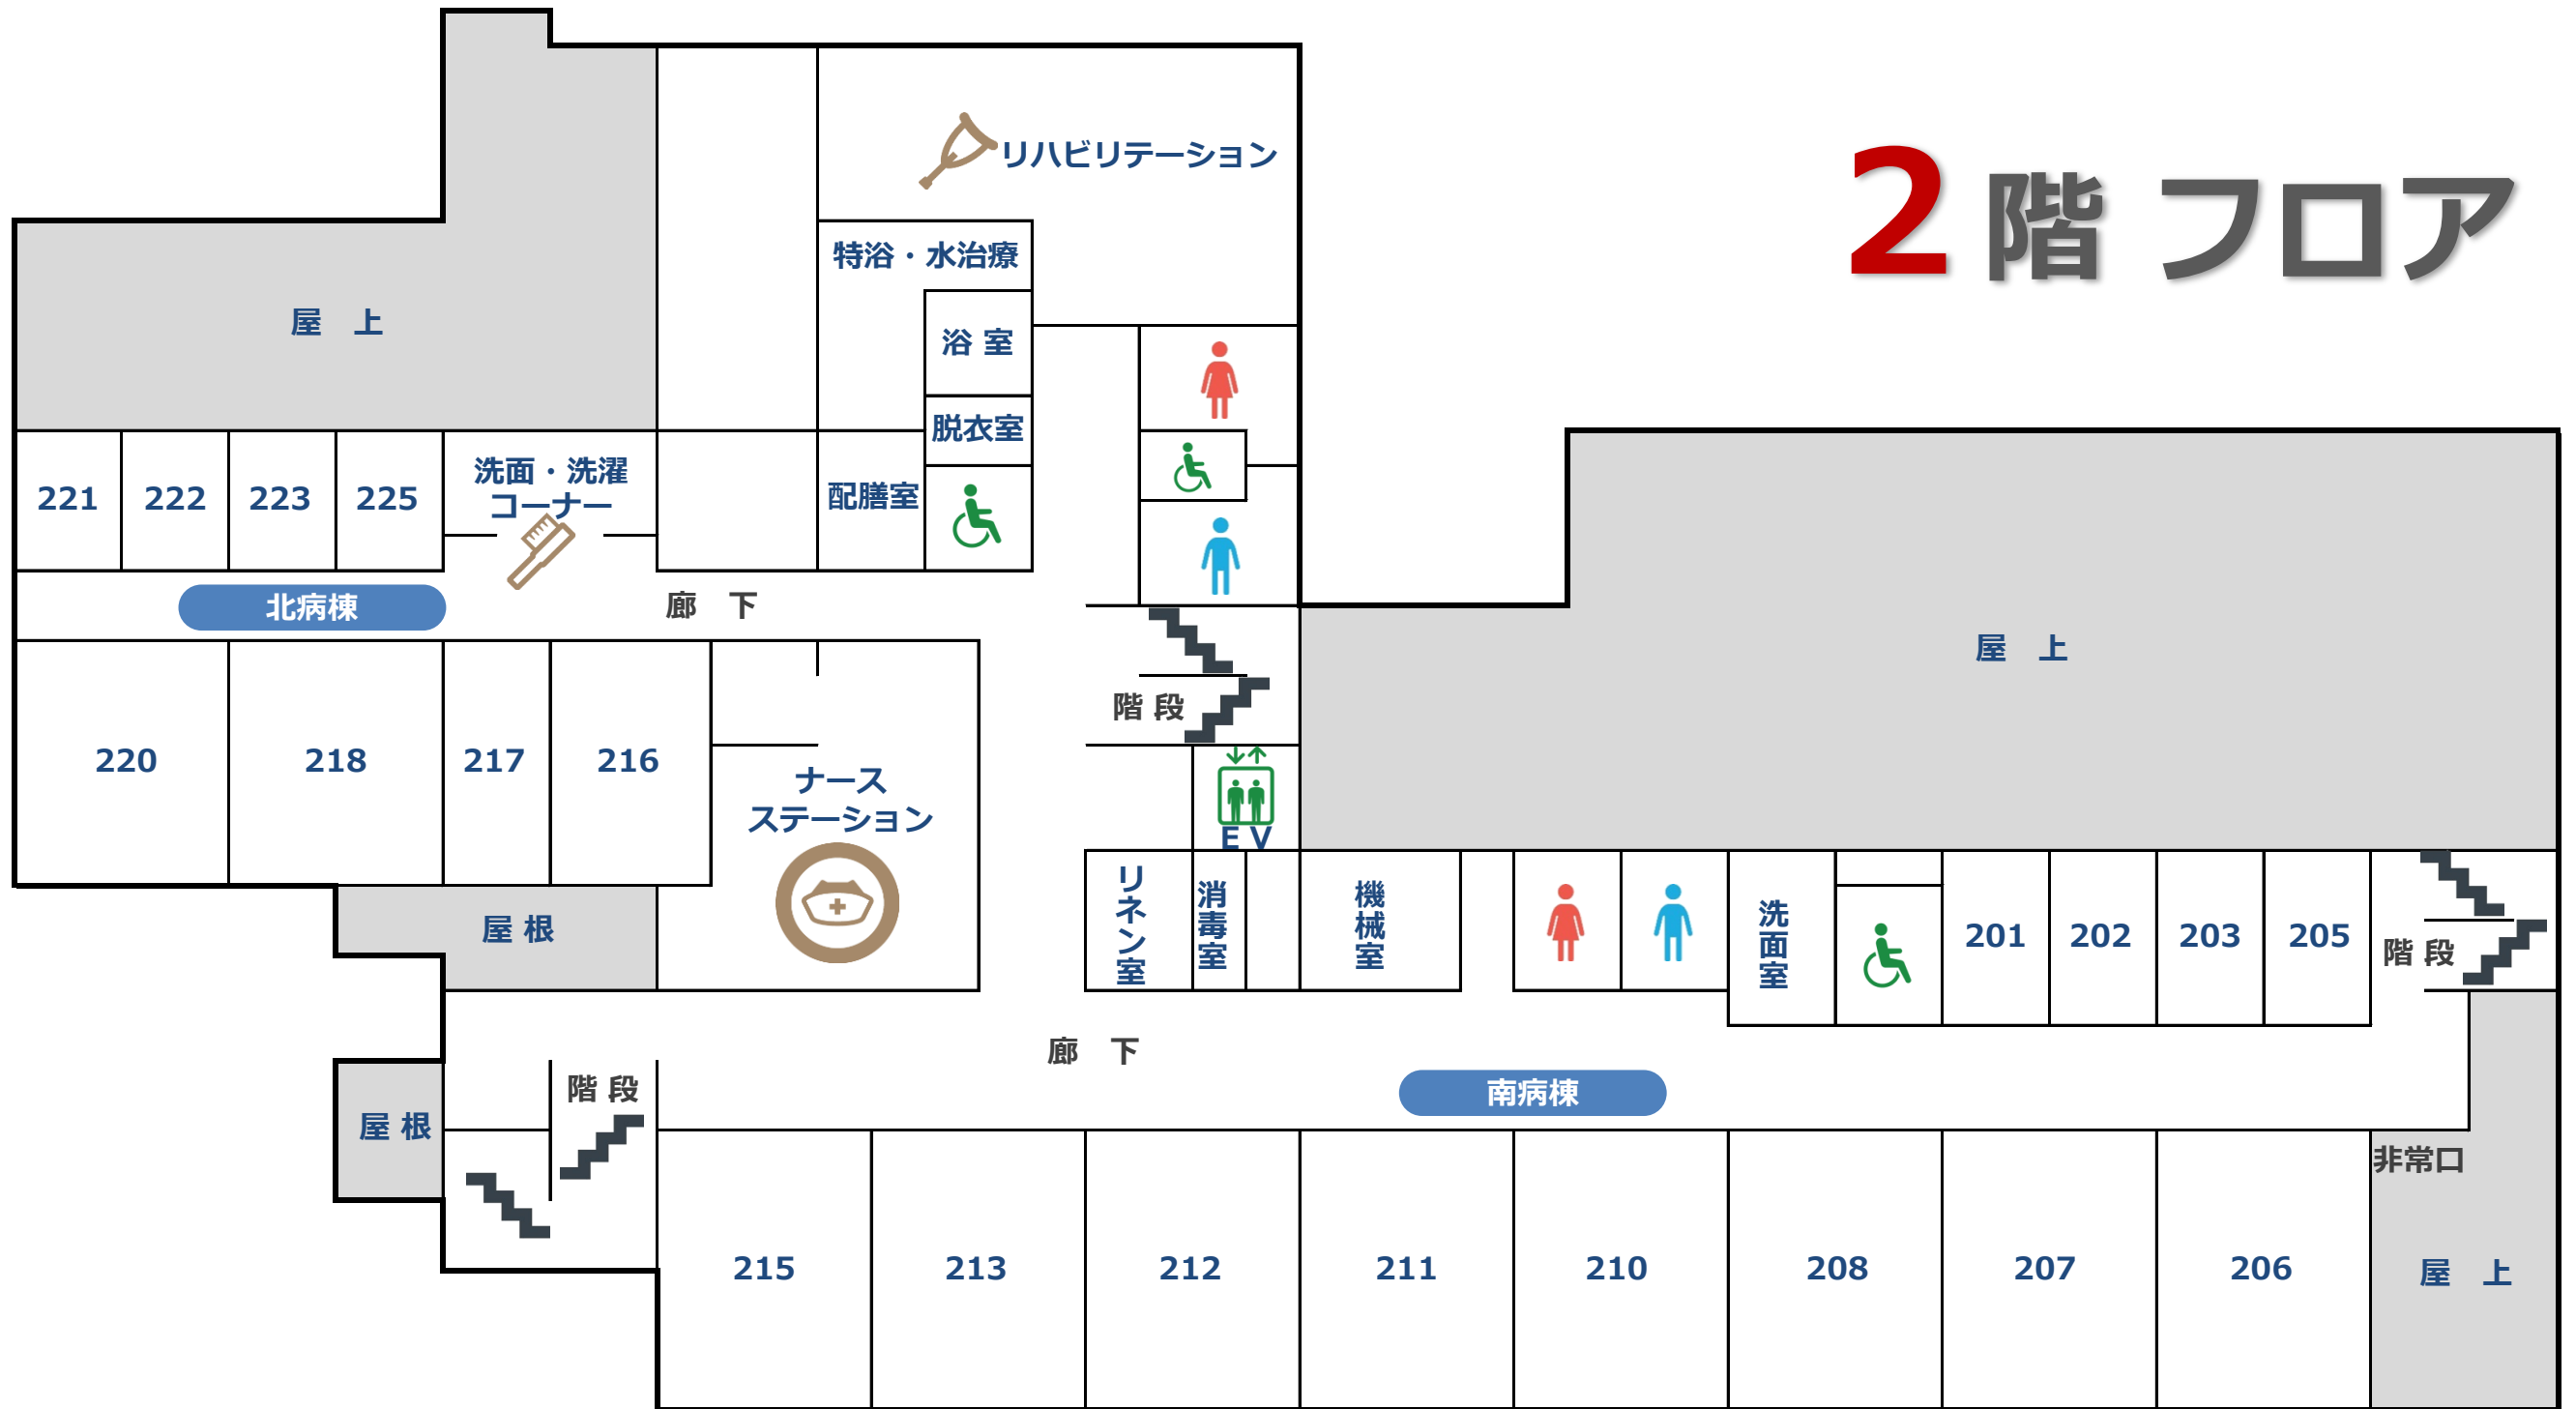 2階 フロア
リハビリテーション
特浴・水治療
浴 室
脱衣室
屋　上
221
222
223
225
洗面・洗濯
コーナー
配膳室
北病棟
廊　下
階 段
屋　上
220
218
217
216
ナース
ステーション
EV
屋 根
リネン室
消毒室
機械室
洗面室
201
202
203
205
階 段
廊　下
南病棟
屋 根
階 段
非常口
215
213
212
211
210
208
207
206
屋　上